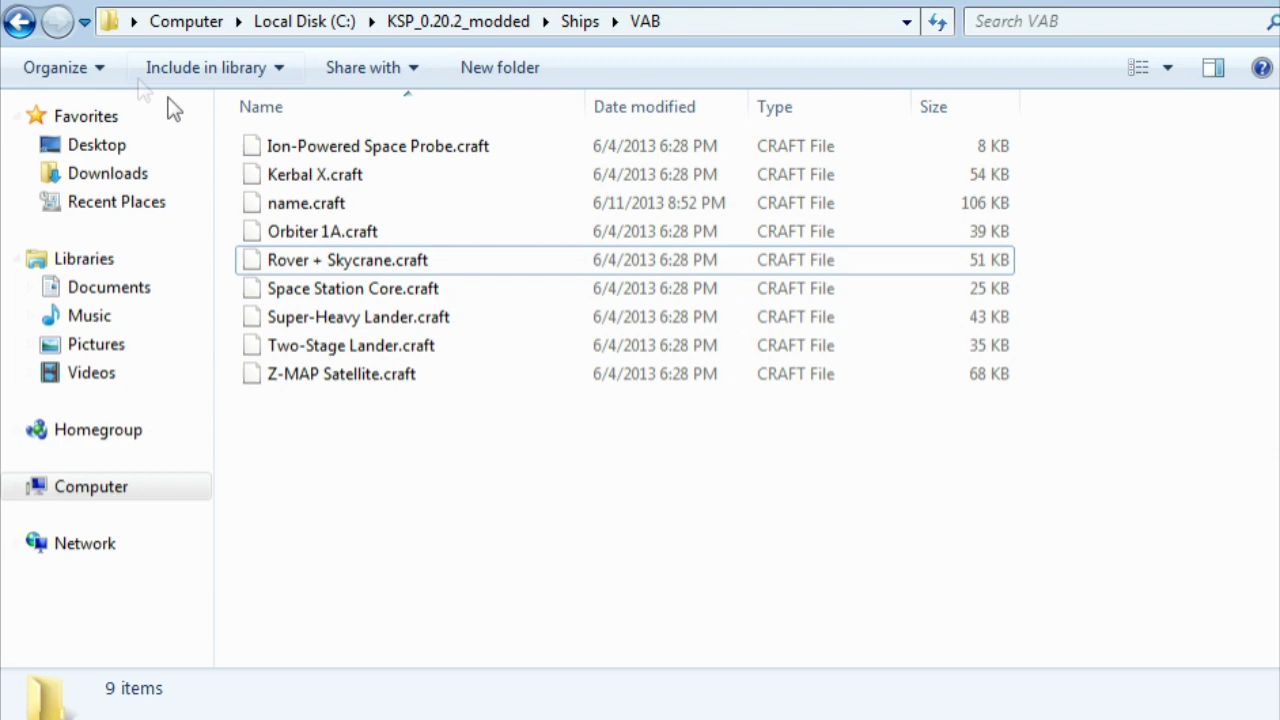 Computer Local Disk (C:) KSP_0.20.2_modded Ships VAB Search VAB
Organize Include in library Share with New folder
Favorites
Desktop
Downloads
Recent Places
Libraries
Documents
Music
Pictures
Videos
Homegroup
Computer
Network
Name Date modified Type Size
Ion-Powered Space Probe.craft 6/4/2013 6:28 PM CRAFT File 8 KB
Kerbal X.craft 6/4/2013 6:28 PM CRAFT File 54 KB
name.craft 6/11/2013 8:52 PM CRAFT File 106 KB
Orbiter 1A.craft 6/4/2013 6:28 PM CRAFT File 39 KB
Rover + Skycrane.craft 6/4/2013 6:28 PM CRAFT File 51 KB
Space Station Core.craft 6/4/2013 6:28 PM CRAFT File 25 KB
Super-Heavy Lander.craft 6/4/2013 6:28 PM CRAFT File 43 KB
Two-Stage Lander.craft 6/4/2013 6:28 PM CRAFT File 35 KB
Z-MAP Satellite.craft 6/4/2013 6:28 PM CRAFT File 68 KB
9 items